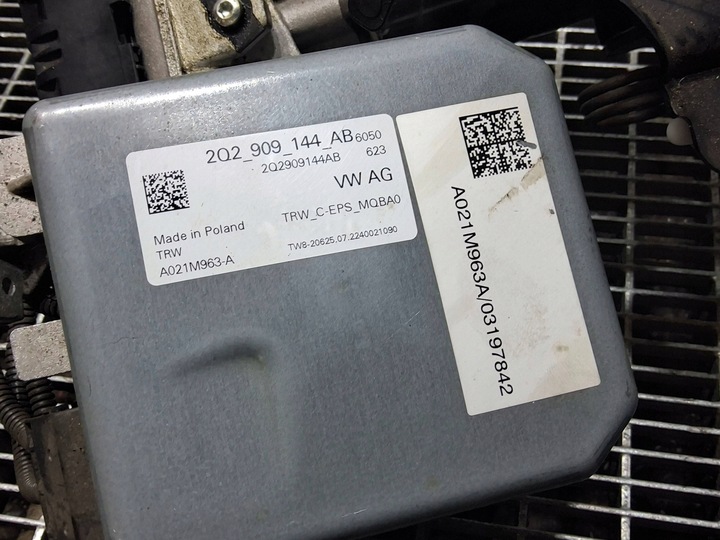 2Q2_909_144_AB 6050
2Q2909144AB 623
VW AG
TRW_C-EPS_MQBA0
Made in Poland
TRW
TW8-20625.07.2240021090
A021M963-A
A021M963A/03197842